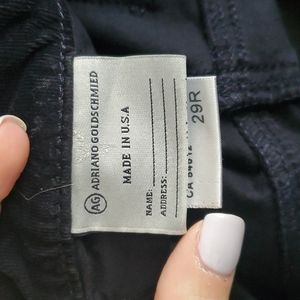 AG ADRIANO GOLDSCHMIED
MADE IN U.S.A
NAME:
ADDRESS:
29R